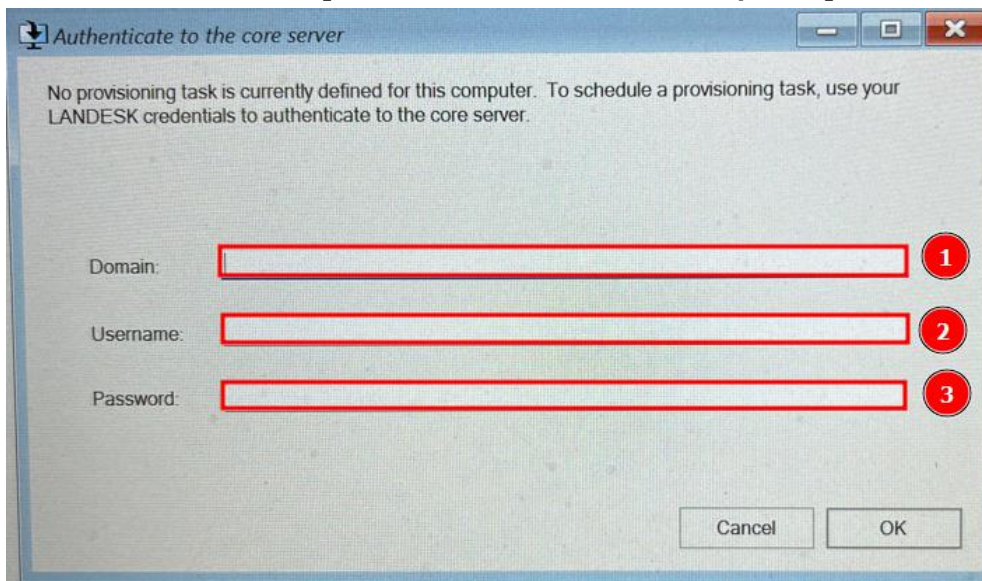 Authenticate to the core server
No provisioning task is currently defined for this computer. To schedule a provisioning task, use your
LANDESK credentials to authenticate to the core server.
Domain:
1
Username:
2
Password:
3
Cancel
OK